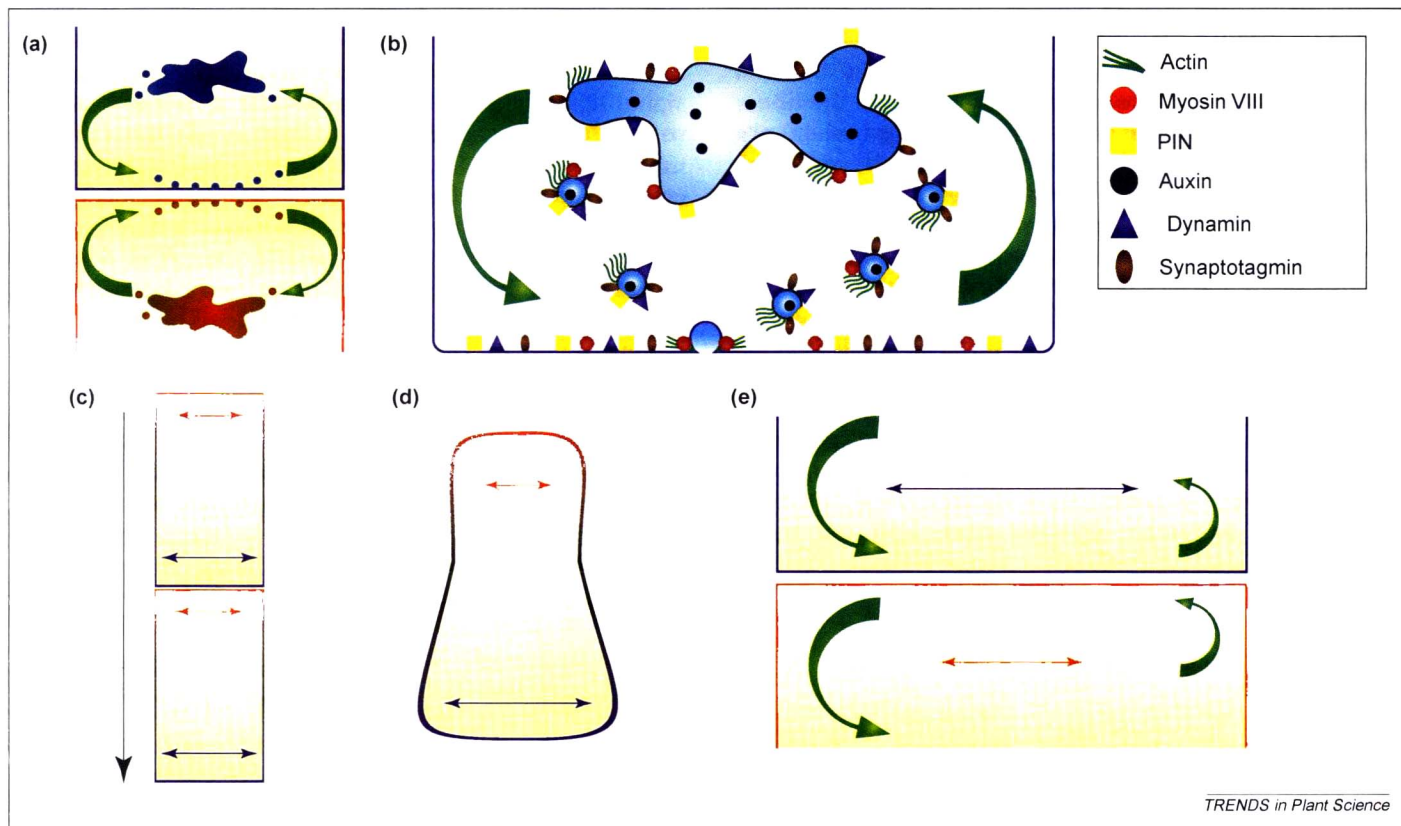 (a)
(b)
Actin
Myosin VIII
PIN
Auxin
Dynamin
Synaptotagmin
(c)
(d)
(e)
TRENDS in Plant Science